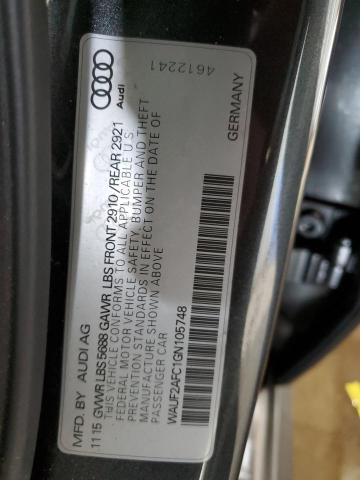 MFD. BY AUDI AG
11 15 GVWR LBS 5688 GAWR LBS FRONT 2910 / REAR 2921
THIS VEHICLE CONFORMS TO ALL APPLICABLE U S
FEDERAL MOTOR VEHICLE SAFETY, BUMPER AND THEFT
PREVENTION STANDARDS IN EFFECT ON THE DATE OF
MANUFACTURE SHOWN ABOVE
PASSENGER CAR
WAUF2AFC1GN105748
GERMANY
Audi
4612241